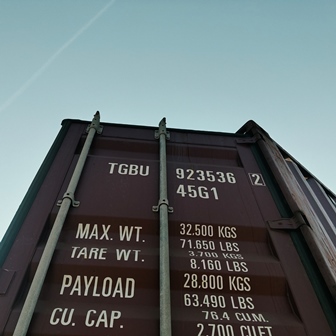 TGBU 923536 2
45G1
MAX. WT. 32.500 KGS
71.650 LBS
TARE WT. 3.700 KGS
8.160 LBS
PAYLOAD 28.800 KGS
63.490 LBS
CU. CAP. 76.4 CU.M.
2.700 CU.FT.